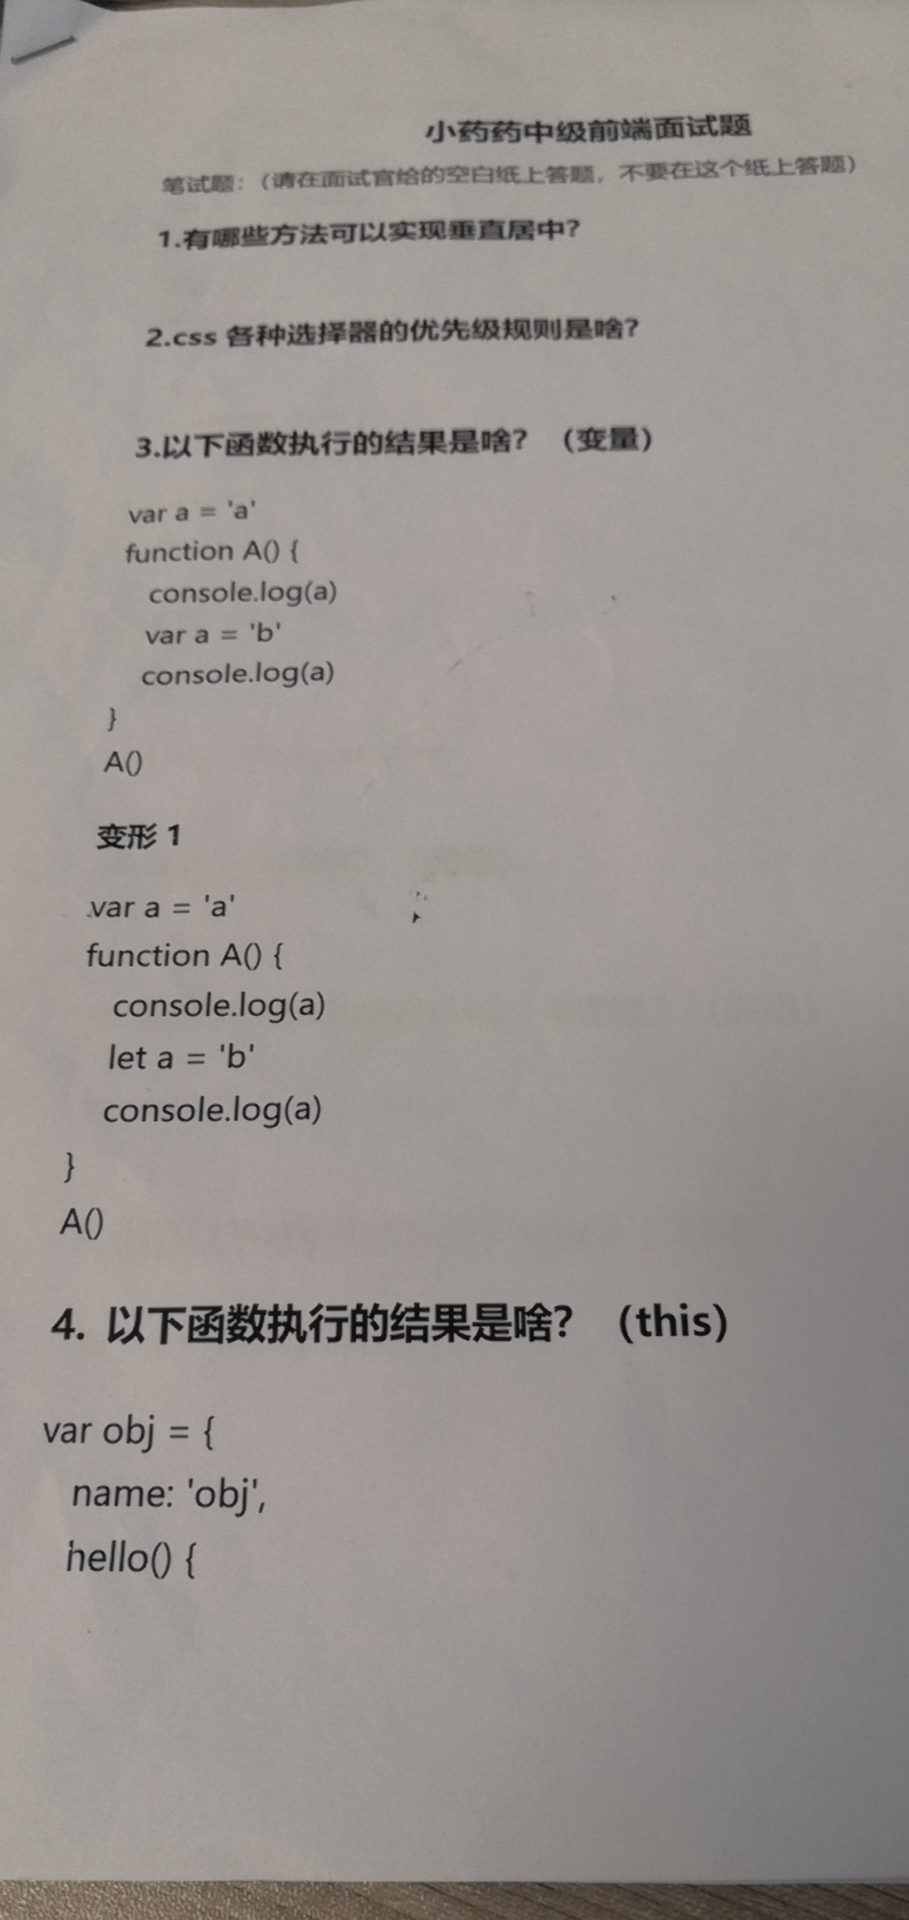 小药药中级前端面试题
笔试题：（请在面试官给的空白纸上答题，不要在这个纸上答题）
1.有哪些方法可以实现垂直居中？
2.css 各种选择器的优先级规则是啥？
3.以下函数执行的结果是啥？（变量）
var a = 'a'
function A() {
console.log(a)
var a = 'b'
console.log(a)
}
A()
变形 1
var a = 'a'
function A() {
console.log(a)
let a = 'b'
console.log(a)
}
A()
4. 以下函数执行的结果是啥？（this）
var obj = {
name: 'obj',
hello() {